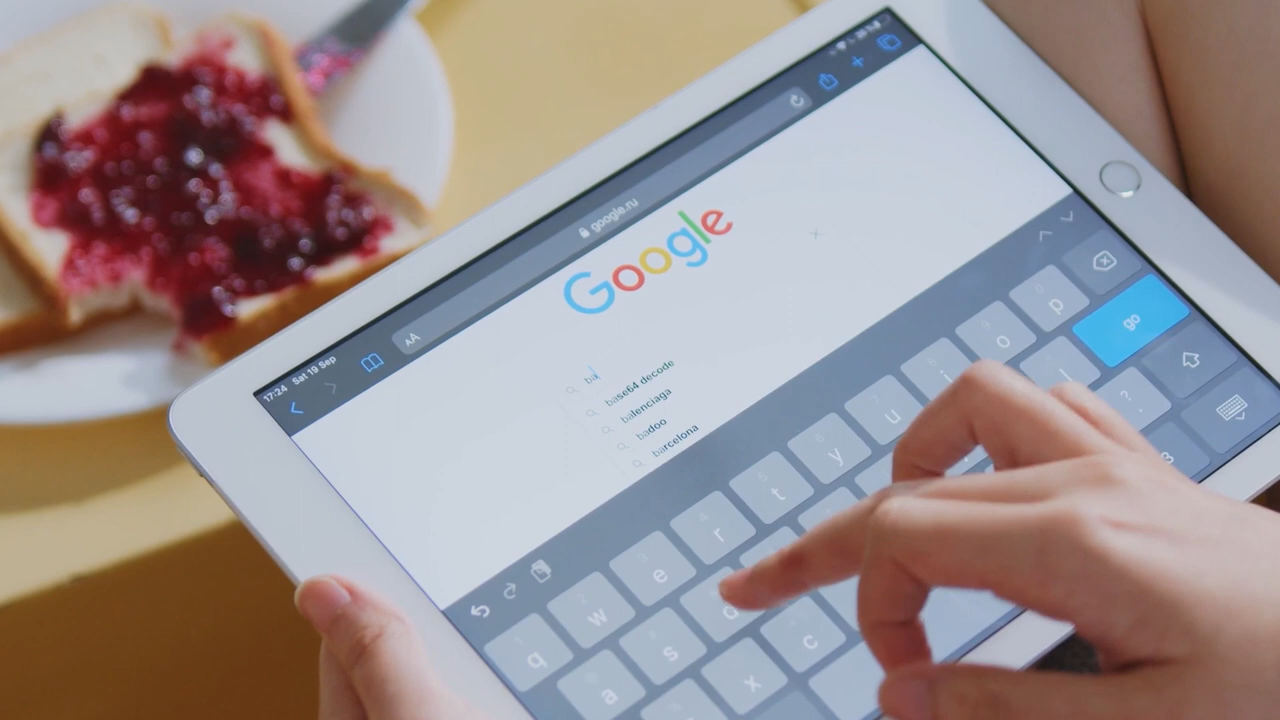 17:24 Sat 19 Sep
AA
google.ru
Google
ba
base64 decode
balenciaga
badoo
barcelona
q w e r t y u i o p
a s d l go
x c